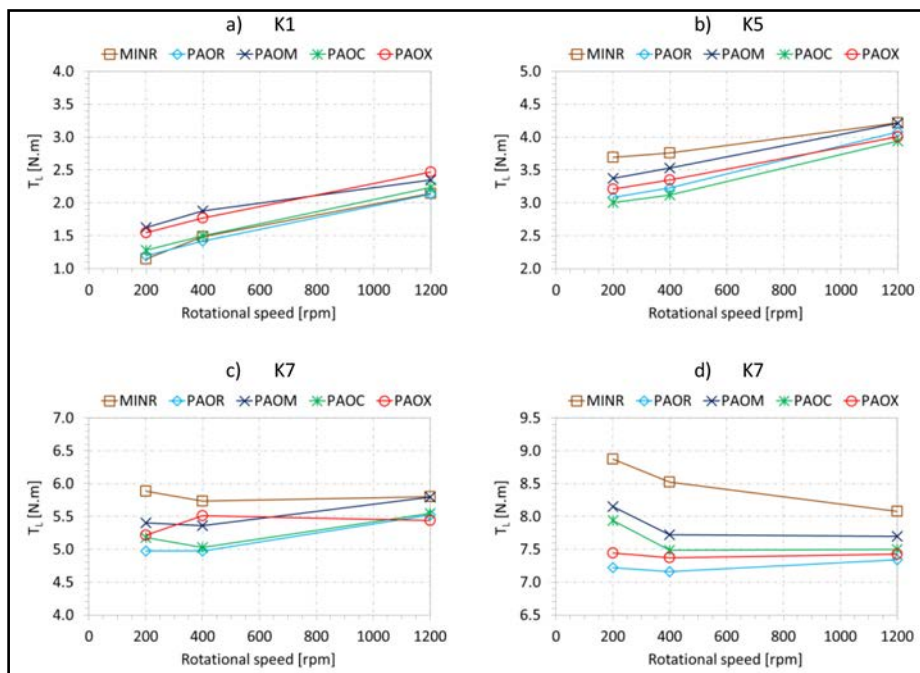 a) K1
MINR PAOR PAOM PAOC PAOX
4.0
3.5
3.0
2.5
2.0
1.5
1.0
T_L [N.m]
0 200 400 600 800 1000 1200
Rotational speed [rpm]
b) K5
MINR PAOR PAOM PAOC PAOX
5.0
4.5
4.0
3.5
3.0
2.5
2.0
T_L [N.m]
0 200 400 600 800 1000 1200
Rotational speed [rpm]
c) K7
MINR PAOR PAOM PAOC PAOX
7.0
6.5
6.0
5.5
5.0
4.5
4.0
T_L [N.m]
0 200 400 600 800 1000 1200
Rotational speed [rpm]
d) K7
MINR PAOR PAOM PAOC PAOX
9.5
9.0
8.5
8.0
7.5
7.0
6.5
T_L [N.m]
0 200 400 600 800 1000 1200
Rotational speed [rpm]